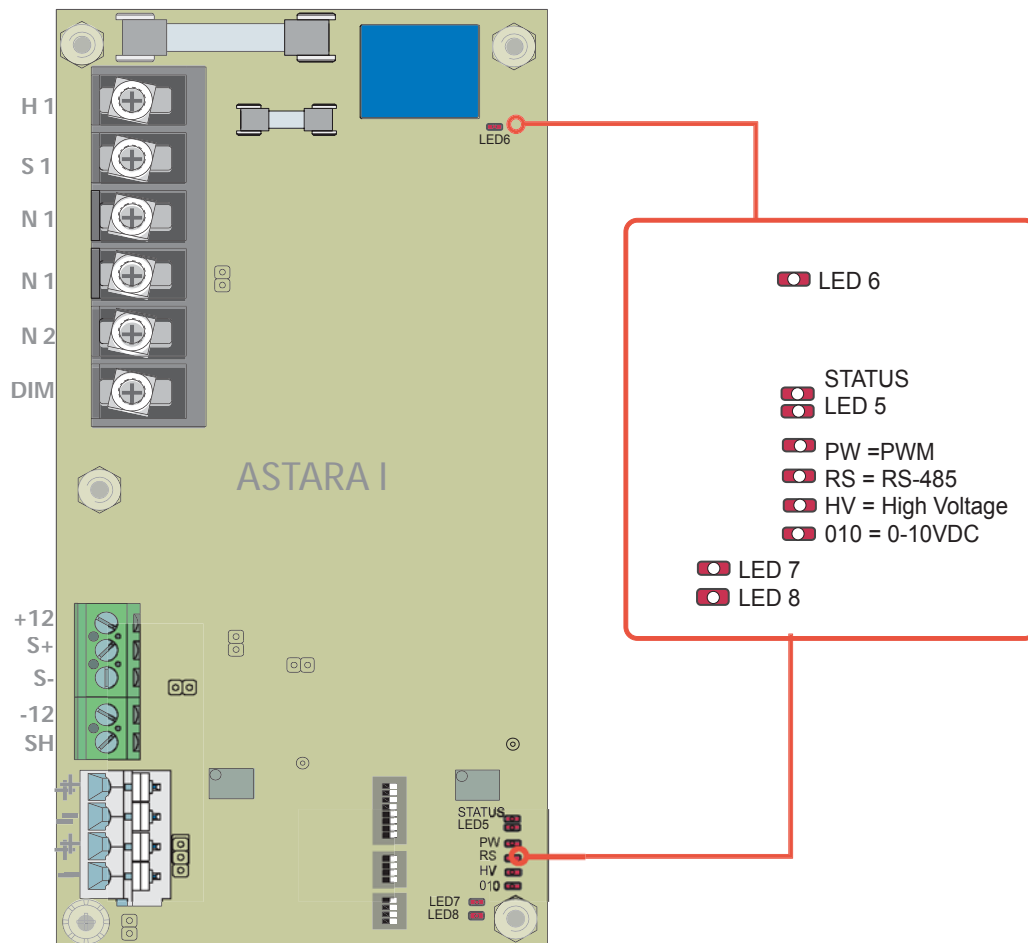 H 1
S 1
N 1
N 1
N 2
DIM
LED6
ASTARA I
+12
S+
S-
-12
SH
+
-
+
-
STATUS
LED5
PW
RS
HV
010
LED7
LED8
LED 6
STATUS
LED 5
PW =PWM
RS = RS-485
HV = High Voltage
010 = 0-10VDC
LED 7
LED 8